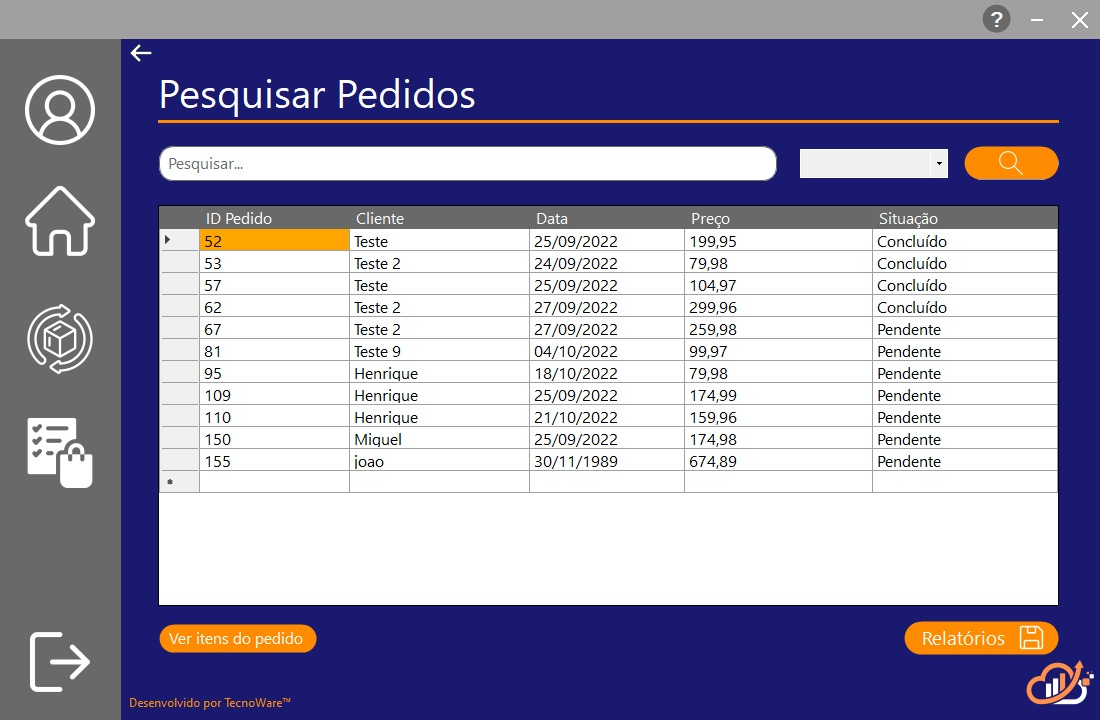 ?
Pesquisar Pedidos
Pesquisar...
ID Pedido Cliente Data Preço Situação
52 Teste 25/09/2022 199,95 Concluído
53 Teste 2 24/09/2022 79,98 Concluído
57 Teste 25/09/2022 104,97 Concluído
62 Teste 2 27/09/2022 299,96 Concluído
67 Teste 2 27/09/2022 259,98 Pendente
81 Teste 9 04/10/2022 99,97 Pendente
95 Henrique 18/10/2022 79,98 Pendente
109 Henrique 25/09/2022 174,99 Pendente
110 Henrique 21/10/2022 159,96 Pendente
150 Miguel 25/09/2022 174,98 Pendente
155 joao 30/11/1989 674,89 Pendente
*
Ver itens do pedido
Relatórios
Desenvolvido por TecnoWare™